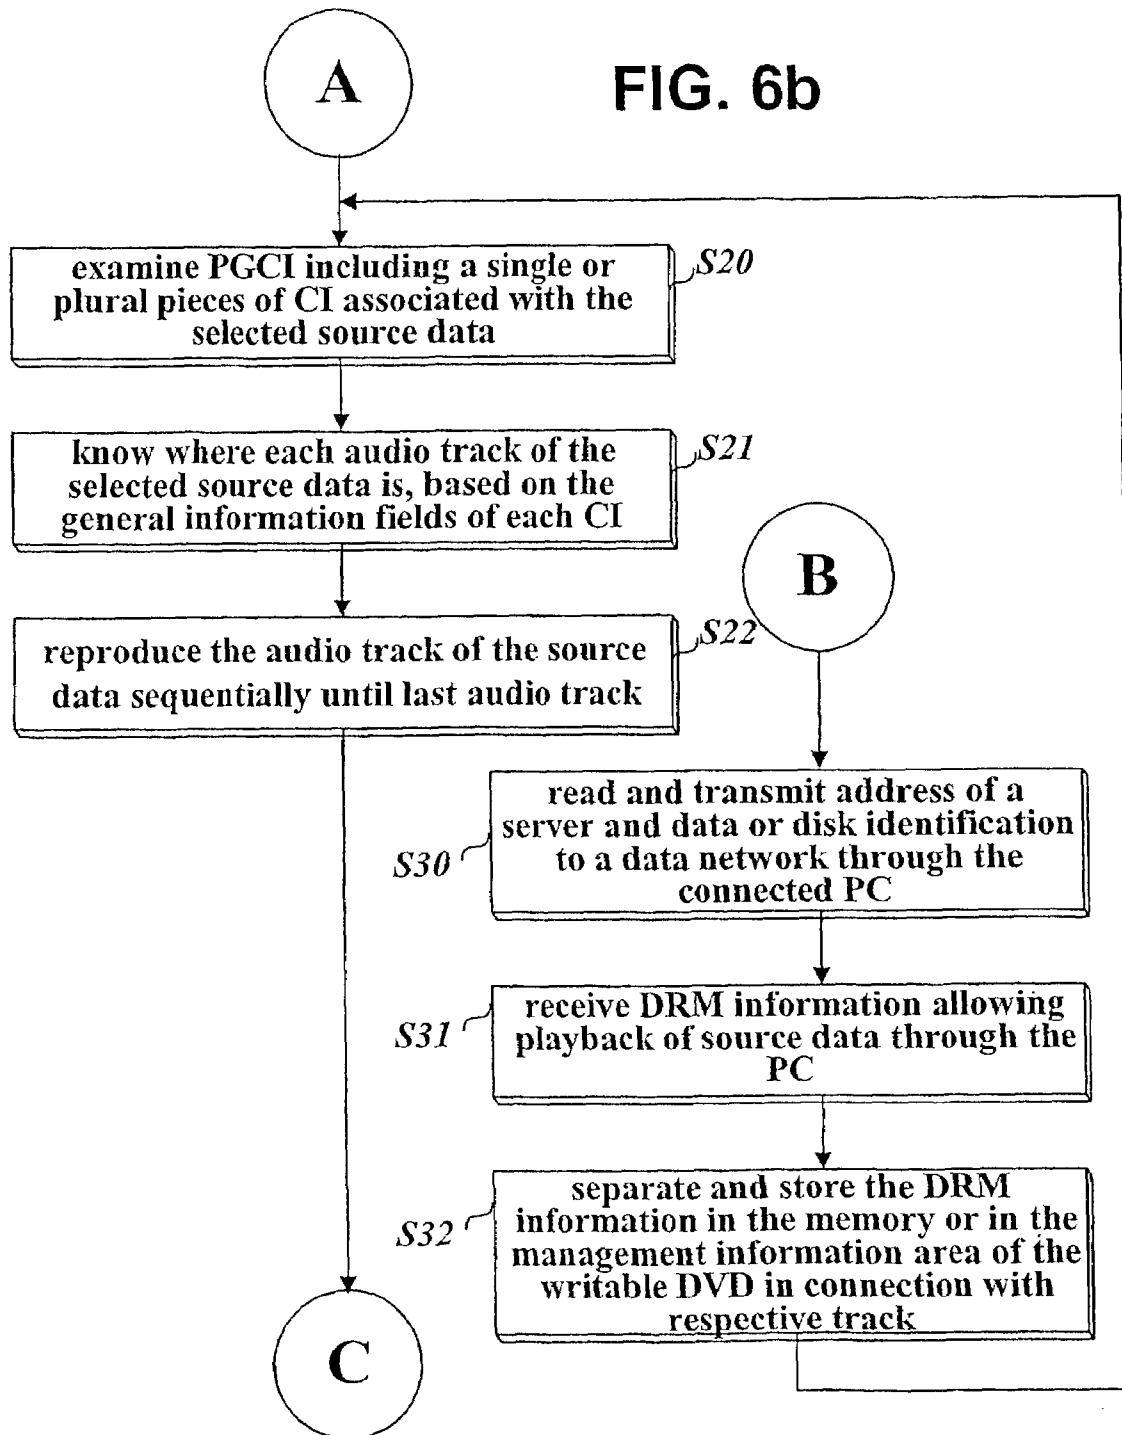 A
FIG. 6b
examine PGCI including a single or
plural pieces of CI associated with the
selected source data
S20
know where each audio track of the
selected source data is, based on the
general information fields of each CI
S21
reproduce the audio track of the source
data sequentially until last audio track
S22
B
read and transmit address of a
server and data or disk identification
to a data network through the
connected PC
S30
receive DRM information allowing
playback of source data through the
PC
S31
separate and store the DRM
information in the memory or in the
management information area of the
writable DVD in connection with
respective track
S32
C